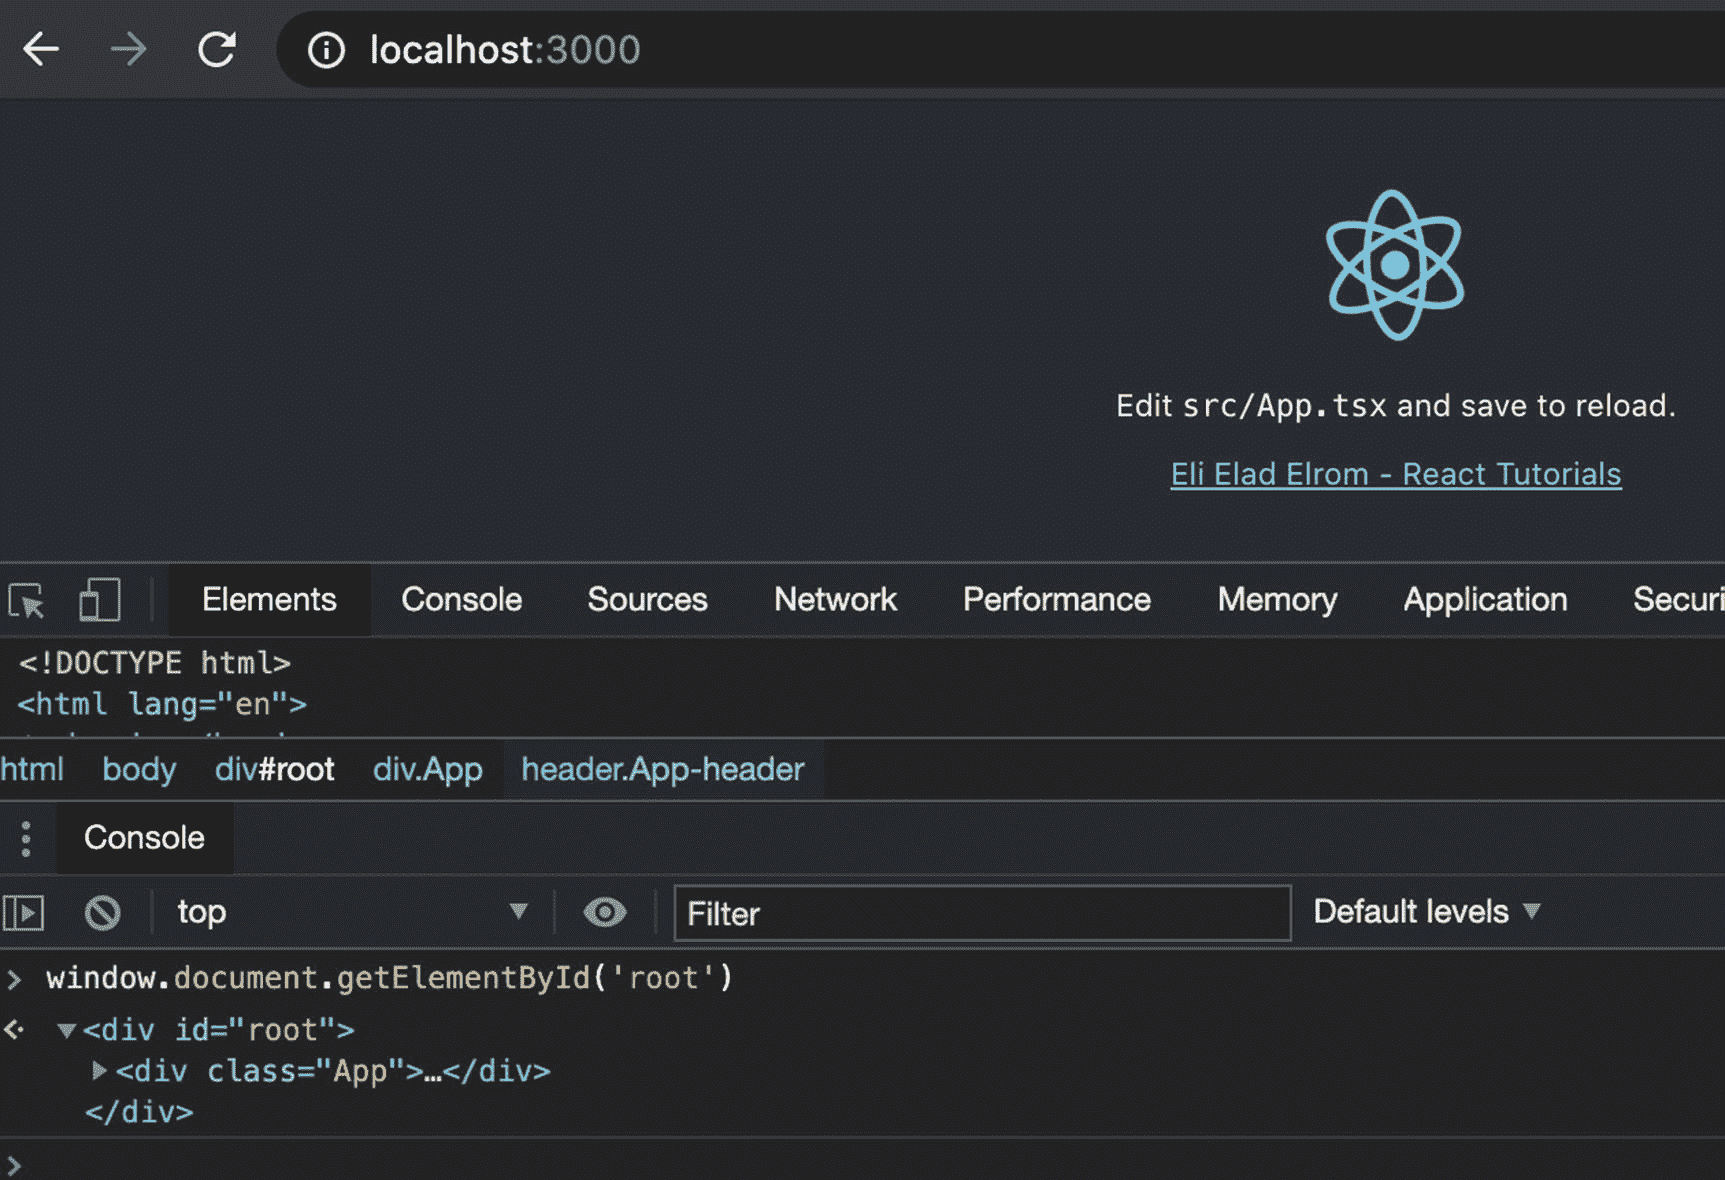 localhost:3000
Edit src/App.tsx and save to reload.
Eli Elad Elrom - React Tutorials
Elements Console Sources Network Performance Memory Application Securi
<!DOCTYPE html>
<html lang="en">
html body div#root div.App header.App-header
Console
top Filter Default levels
window.document.getElementById('root')
<div id="root">
<div class="App">…</div>
</div>